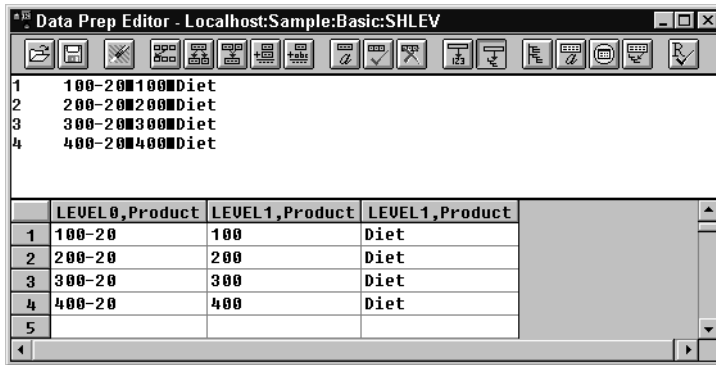 Data Prep Editor - Localhost:Sample:Basic:SHLEV
1 100-20■100■Diet
2 200-20■200■Diet
3 300-20■300■Diet
4 400-20■400■Diet
LEVEL0,Product LEVEL1,Product LEVEL1,Product
1 100-20 100 Diet
2 200-20 200 Diet
3 300-20 300 Diet
4 400-20 400 Diet
5